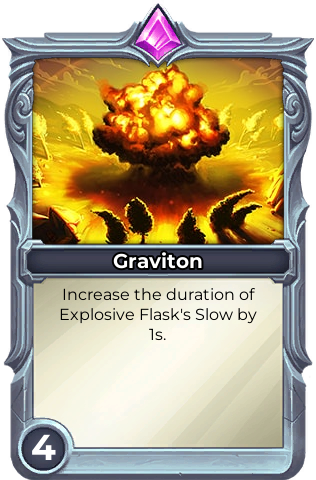 Graviton
Increase the duration of
Explosive Flask's Slow by
1s.
4